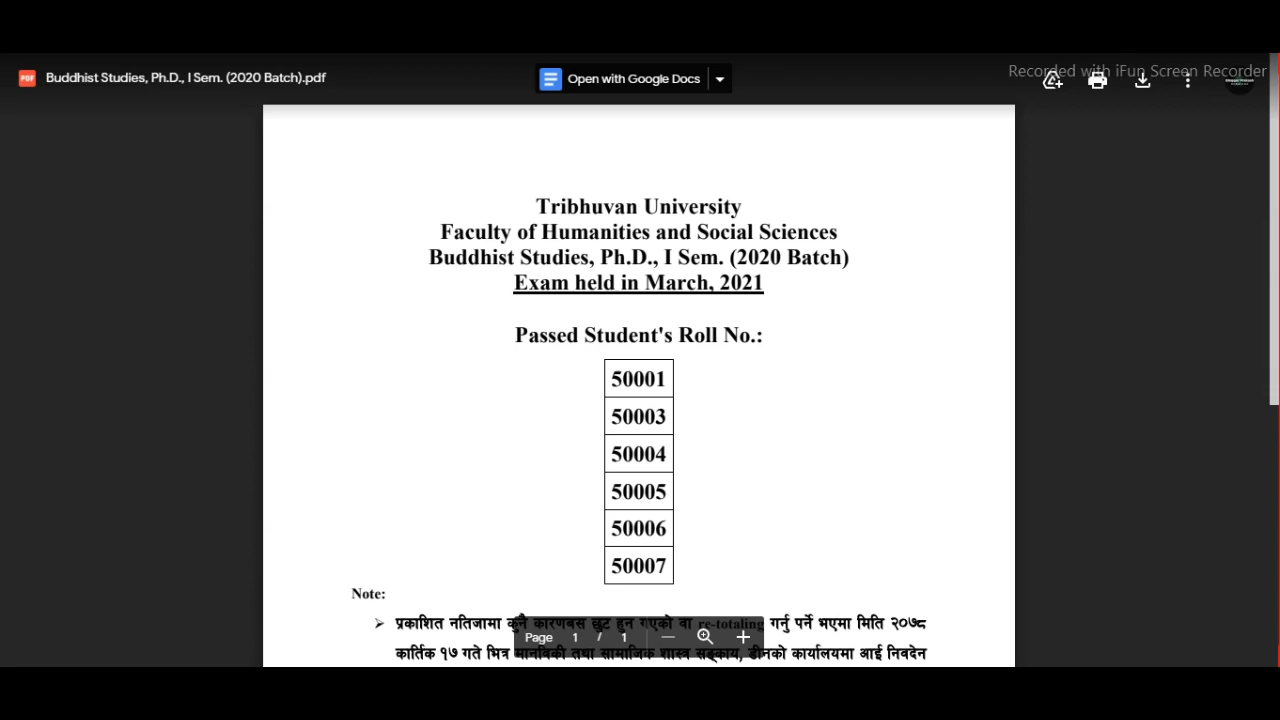 Buddhist Studies, Ph.D., I Sem. (2020 Batch).pdf
Open with Google Docs
Recorded with iFun Screen Recorder
Tribhuvan University
Faculty of Humanities and Social Sciences
Buddhist Studies, Ph.D., I Sem. (2020 Batch)
Exam held in March, 2021
Passed Student's Roll No.:
50001
50003
50004
50005
50006
50007
Note:
➢ प्रकाशित नतिजामा कुनै कारणबस छुट हुन गएको वा re-totaling गर्नु पर्ने भएमा मिति २०७८
कार्तिक १७ गते भित्र मानविकी तथा सामाजिक शास्त्र सङ्काय, डीनको कार्यालयमा आई निवदेन
Page 1 / 1